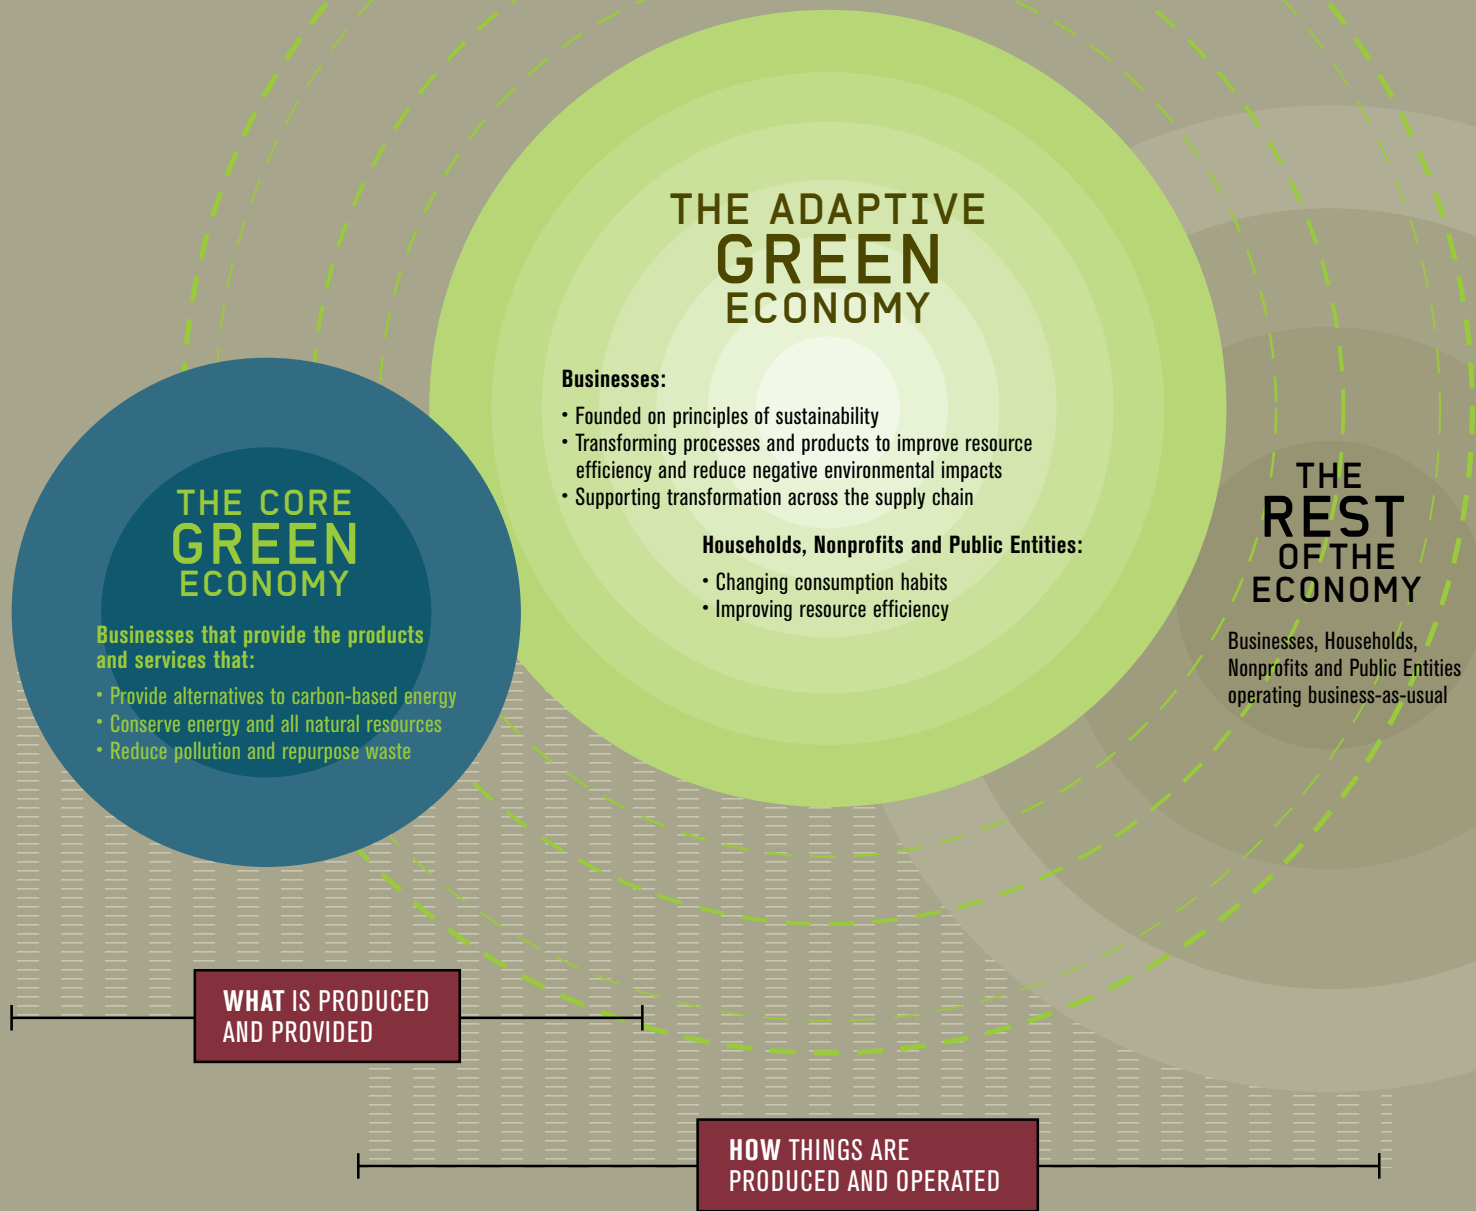 THE ADAPTIVE
GREEN
ECONOMY
Businesses:
• Founded on principles of sustainability
• Transforming processes and products to improve resource
efficiency and reduce negative environmental impacts
• Supporting transformation across the supply chain
Households, Nonprofits and Public Entities:
• Changing consumption habits
• Improving resource efficiency
THE CORE
GREEN
ECONOMY
Businesses that provide the products
and services that:
• Provide alternatives to carbon-based energy
• Conserve energy and all natural resources
• Reduce pollution and repurpose waste
THE
REST
OF THE
ECONOMY
Businesses, Households,
Nonprofits and Public Entities
operating business-as-usual
WHAT IS PRODUCED
AND PROVIDED
HOW THINGS ARE
PRODUCED AND OPERATED